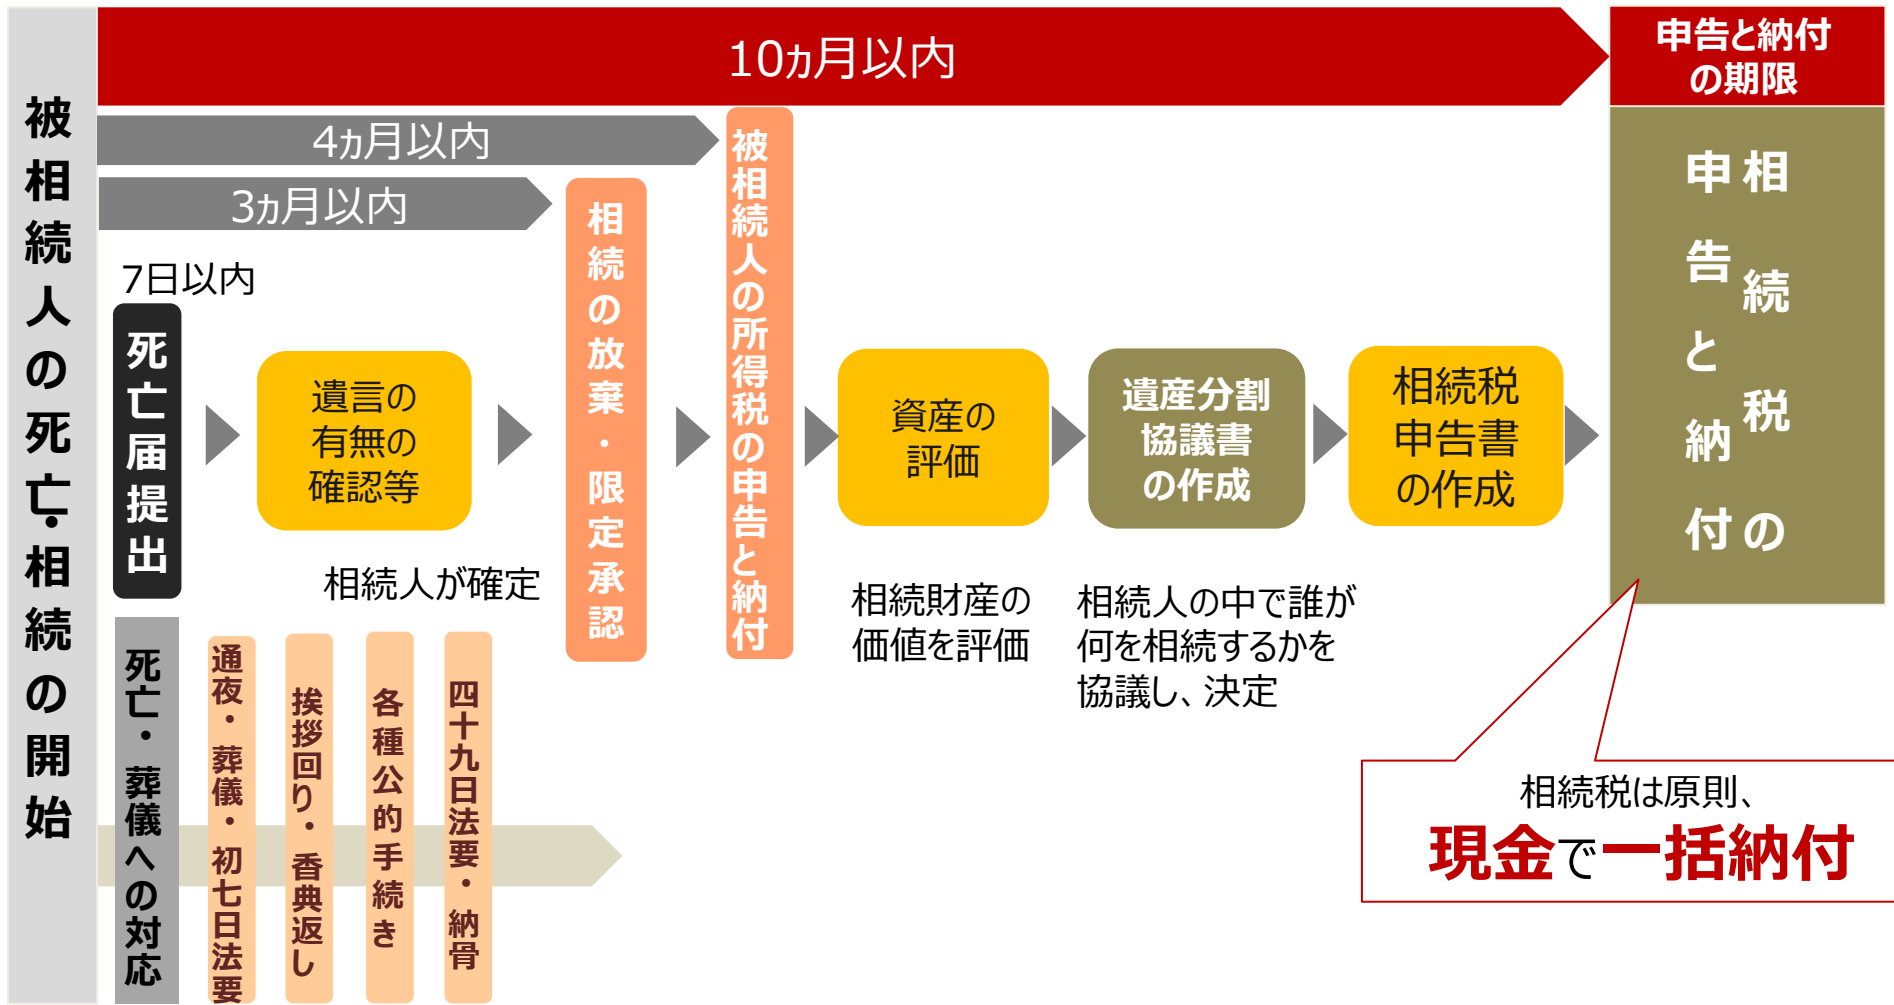 被相続人の死亡・相続の開始
10ヵ月以内
申告と納付
の期限
4ヵ月以内
3ヵ月以内
7日以内
死亡届提出
遺言の
有無の
確認等
相続人が確定
相続の放棄・限定承認
被相続人の所得税の申告と納付
資産の
評価
相続財産の
価値を評価
遺産分割
協議書
の作成
相続人の中で誰が
何を相続するかを
協議し、決定
相続税
申告書
の作成
相続税の
申告と納付
相続税は原則、
現金で一括納付
死亡・葬儀への対応
通夜・葬儀・初七日法要
挨拶回り・香典返し
各種公的手続き
四十九日法要・納骨